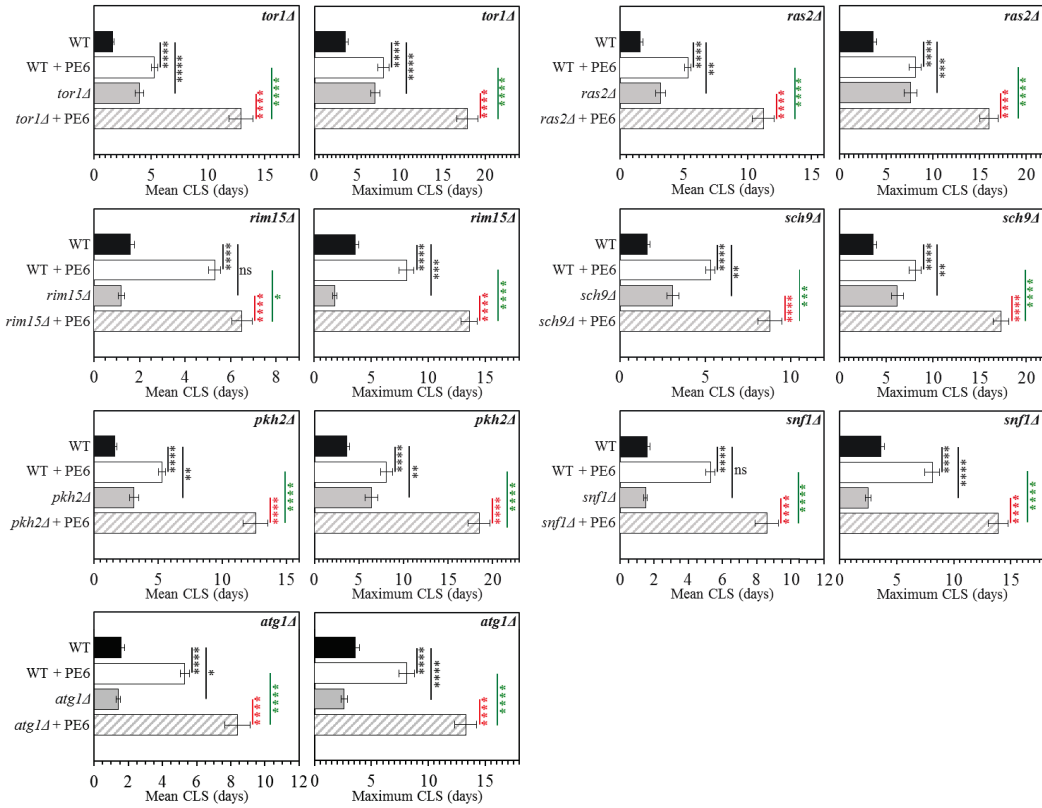 tor1Δ
WT
WT + PE6
tor1Δ
tor1Δ + PE6
**** **** **** ****
0 5 10 15
Mean CLS (days)
tor1Δ
**** **** **** ****
0 5 10 15 20
Maximum CLS (days)
ras2Δ
WT
WT + PE6
ras2Δ
ras2Δ + PE6
**** ** **** ****
0 5 10 15
Mean CLS (days)
ras2Δ
**** *** **** ****
0 5 10 15 20
Maximum CLS (days)
rim15Δ
WT
WT + PE6
rim15Δ
rim15Δ + PE6
**** ns **** *
0 2 4 6 8
Mean CLS (days)
rim15Δ
**** *** **** ****
0 5 10 15
Maximum CLS (days)
sch9Δ
WT
WT + PE6
sch9Δ
sch9Δ + PE6
**** ** **** ***
0 5 10
Mean CLS (days)
sch9Δ
**** ** **** ****
0 5 10 15 20
Maximum CLS (days)
pkh2Δ
WT
WT + PE6
pkh2Δ
pkh2Δ + PE6
**** ** **** ****
0 5 10 15
Mean CLS (days)
pkh2Δ
**** ** **** ****
0 5 10 15 20
Maximum CLS (days)
snf1Δ
WT
WT + PE6
snf1Δ
snf1Δ + PE6
**** ns **** ****
0 2 4 6 8 10 12
Mean CLS (days)
snf1Δ
**** **** **** ****
0 5 10 15
Maximum CLS (days)
atg1Δ
WT
WT + PE6
atg1Δ
atg1Δ + PE6
**** * **** ****
0 2 4 6 8 10 12
Mean CLS (days)
atg1Δ
**** **** **** ****
0 5 10 15
Maximum CLS (days)